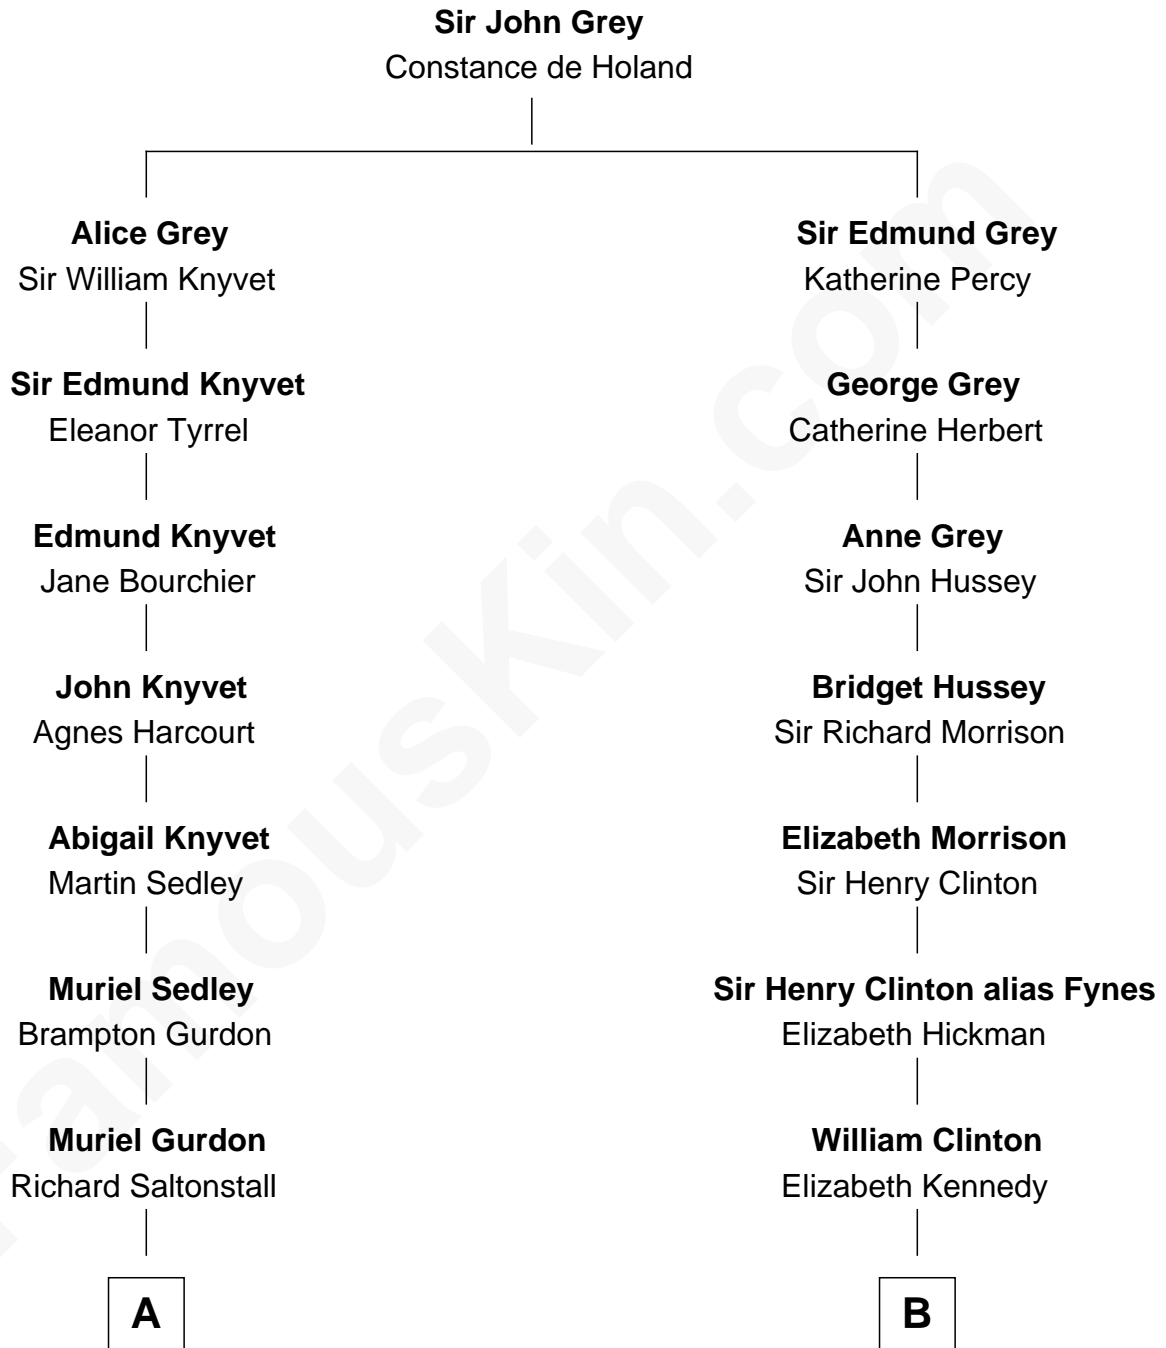 Sir John Grey
Constance de Holand
Alice Grey
Sir William Knyvet
Sir Edmund Knyvet
Eleanor Tyrrel
Edmund Knyvet
Jane Bourchier
John Knyvet
Agnes Harcourt
Abigail Knyvet
Martin Sedley
Muriel Sedley
Brampton Gurdon
Muriel Gurdon
Richard Saltonstall
A
Sir Edmund Grey
Katherine Percy
George Grey
Catherine Herbert
Anne Grey
Sir John Hussey
Bridget Hussey
Sir Richard Morrison
Elizabeth Morrison
Sir Henry Clinton
Sir Henry Clinton alias Fynes
Elizabeth Hickman
William Clinton
Elizabeth Kennedy
B
FamousKin.com